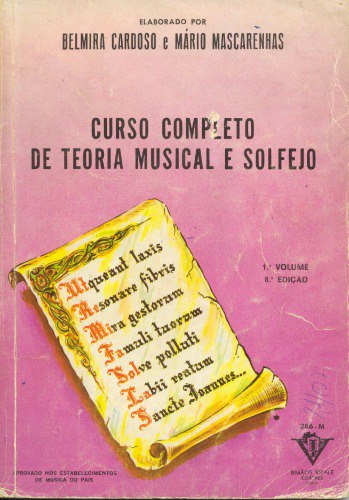 ELABORADO POR
BELMIRA CARDOSO e MÁRIO MASCARENHAS
CURSO COMPLETO
DE TEORIA MUSICAL E SOLFEJO
1.º VOLUME
8.ª EDIÇÃO
Utqueant laxis
Resonare fibris
Mira gestorum
Famuli tuorum
Solve polluti
Labii reatum
Sancte Joannes...
286-M
IRMÃOS VITALE
EDITORES
APROVADO NOS ESTABELECIMENTOS
DE MÚSICA DO PAÍS